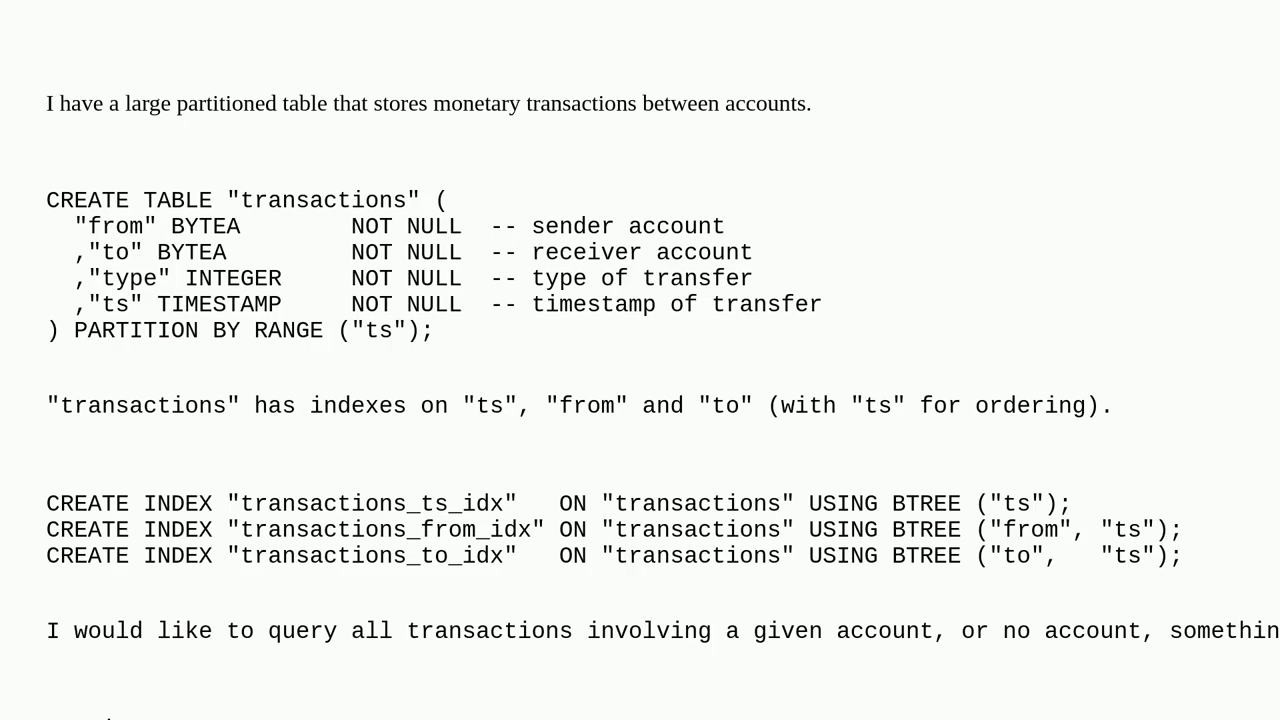 I have a large partitioned table that stores monetary transactions between accounts.
CREATE TABLE "transactions" (
  "from" BYTEA        NOT NULL  -- sender account
  ,"to" BYTEA         NOT NULL  -- receiver account
  ,"type" INTEGER     NOT NULL  -- type of transfer
  ,"ts" TIMESTAMP     NOT NULL  -- timestamp of transfer
) PARTITION BY RANGE ("ts");
"transactions" has indexes on "ts", "from" and "to" (with "ts" for ordering).
CREATE INDEX "transactions_ts_idx"   ON "transactions" USING BTREE ("ts");
CREATE INDEX "transactions_from_idx" ON "transactions" USING BTREE ("from", "ts");
CREATE INDEX "transactions_to_idx"   ON "transactions" USING BTREE ("to",   "ts");
I would like to query all transactions involving a given account, or no account, somethin